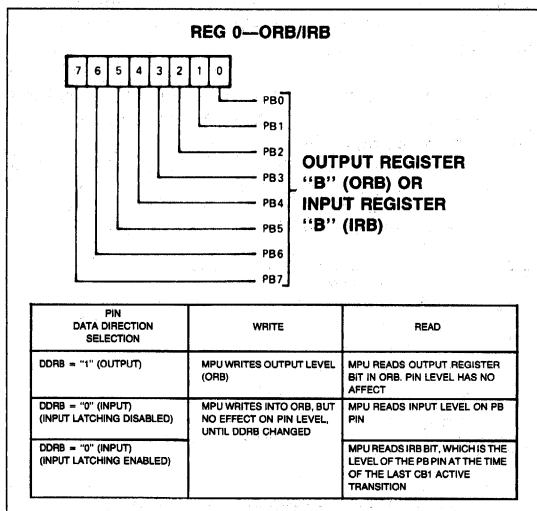 REG 0—ORB/IRB
7 6 5 4 3 2 1 0
PB0
PB1
PB2
PB3
PB4
PB5
PB6
PB7
OUTPUT REGISTER
"B" (ORB) OR
INPUT REGISTER
"B" (IRB)
PIN
DATA DIRECTION
SELECTION
WRITE
READ
DDRB = "1" (OUTPUT)
MPU WRITES OUTPUT LEVEL
(ORB)
MPU READS OUTPUT REGISTER
BIT IN ORB. PIN LEVEL HAS NO
AFFECT
DDRB = "0" (INPUT)
(INPUT LATCHING DISABLED)
MPU WRITES INTO ORB, BUT
NO EFFECT ON PIN LEVEL,
UNTIL DDRB CHANGED
MPU READS INPUT LEVEL ON PB
PIN
DDRB = "0" (INPUT)
(INPUT LATCHING ENABLED)
MPU READS IRB BIT, WHICH IS THE
LEVEL OF THE PB PIN AT THE TIME
OF THE LAST CB1 ACTIVE
TRANSITION